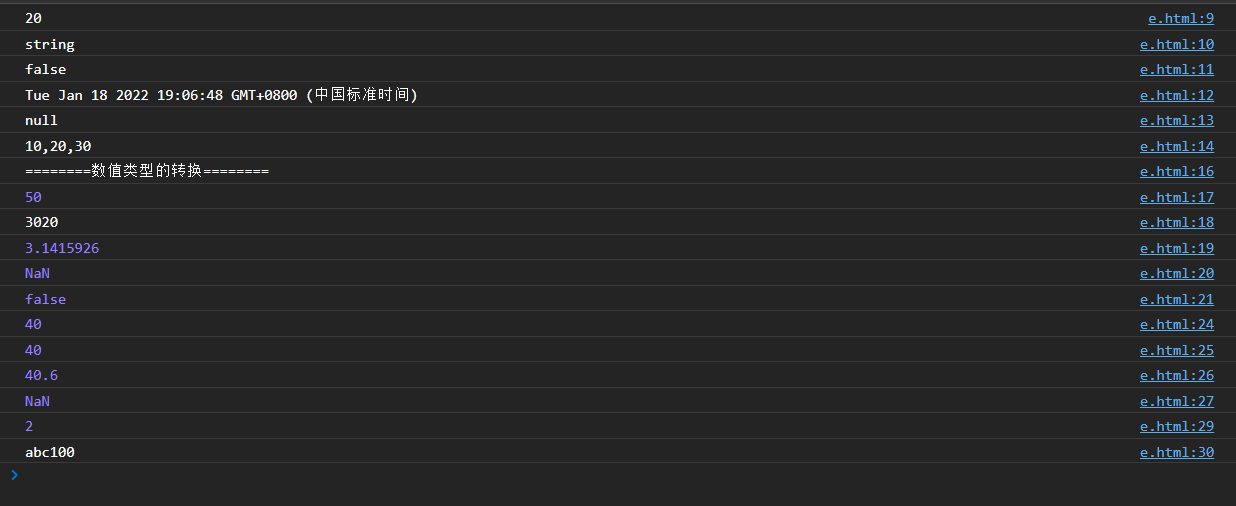 20 e.html:9
string e.html:10
false e.html:11
Tue Jan 18 2022 19:06:48 GMT+0800 (中国标准时间) e.html:12
null e.html:13
10,20,30 e.html:14
========数值类型的转换======== e.html:16
50 e.html:17
3020 e.html:18
3.1415926 e.html:19
NaN e.html:20
false e.html:21
40 e.html:24
40 e.html:25
40.6 e.html:26
NaN e.html:27
2 e.html:29
abc100 e.html:30